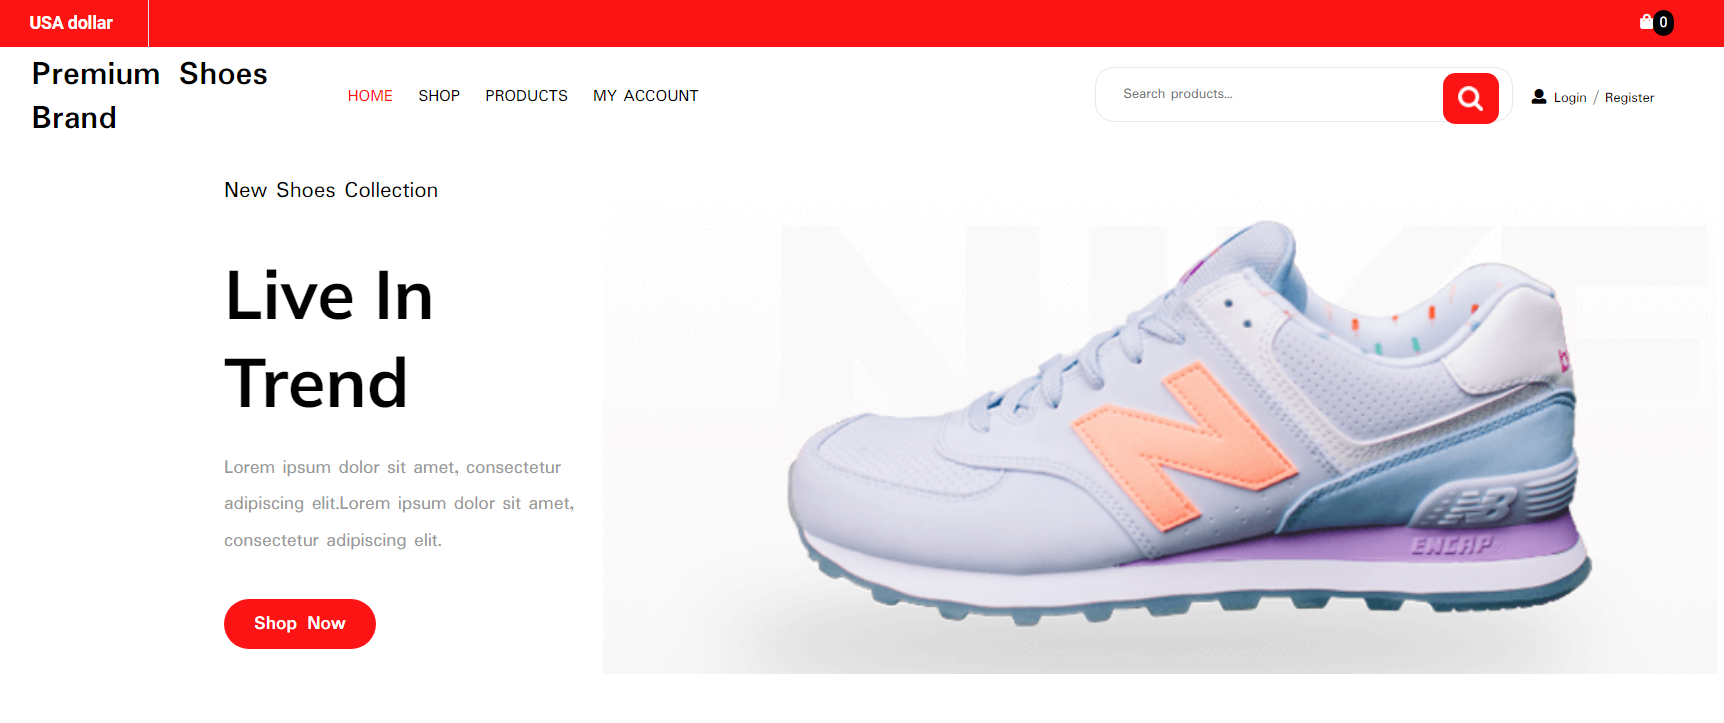 USA dollar
0
Premium Shoes
Brand
HOME SHOP PRODUCTS MY ACCOUNT
Search products...
Login / Register
New Shoes Collection
NIKE
Live In
Trend
Lorem ipsum dolor sit amet, consectetur
adipiscing elit.Lorem ipsum dolor sit amet,
consectetur adipiscing elit.
Shop Now
N
NB
ENCAP